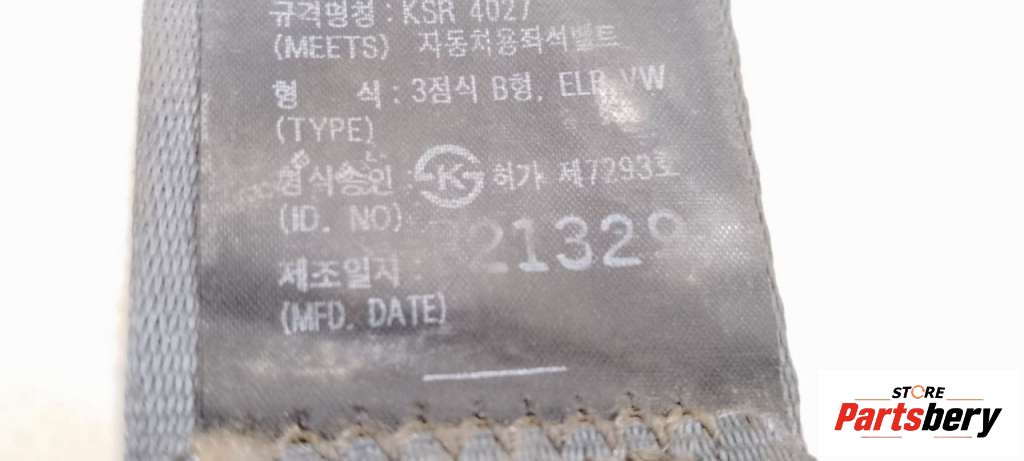 규격명칭 : KSR 4027
(MEETS) 자동차용좌석벨트
형 식 : 3점식 B형, ELR, VW
(TYPE)
형식승인 : K 허가 제7293호
(ID. NO)
제조일자 : 221329
(MFD. DATE)
STORE
Partsbery